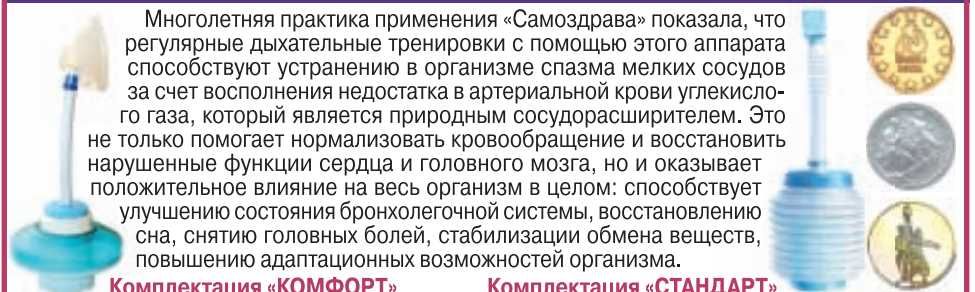 Многолетняя практика применения «Самоздрава» показала, что
регулярные дыхательные тренировки с помощью этого аппарата
способствуют устранению в организме спазма мелких сосудов
за счет восполнения недостатка в артериальной крови углекисло-
го газа, который является природным сосудорасширителем. Это
не только помогает нормализовать кровообращение и восстановить
нарушенные функции сердца и головного мозга, но и оказывает
положительное влияние на весь организм в целом: способствует
улучшению состояния бронхолегочной системы, восстановлению
сна, снятию головных болей, стабилизации обмена веществ,
повышению адаптационных возможностей организма.
Комплектация «КОМФОРТ» Комплектация «СТАНДАРТ»